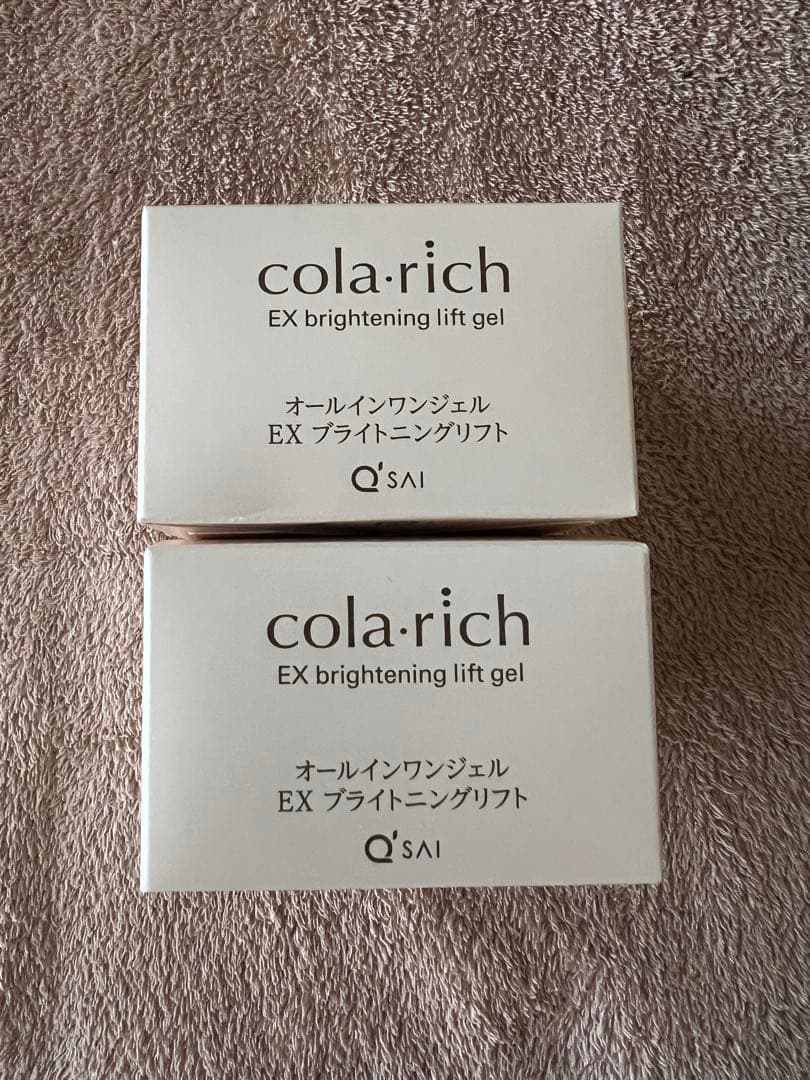 cola·rich
EX brightening lift gel
オールインワンジェル
EX ブライトニングリフト
Q'SAI
cola·rich
EX brightening lift gel
オールインワンジェル
EX ブライトニングリフト
Q'SAI